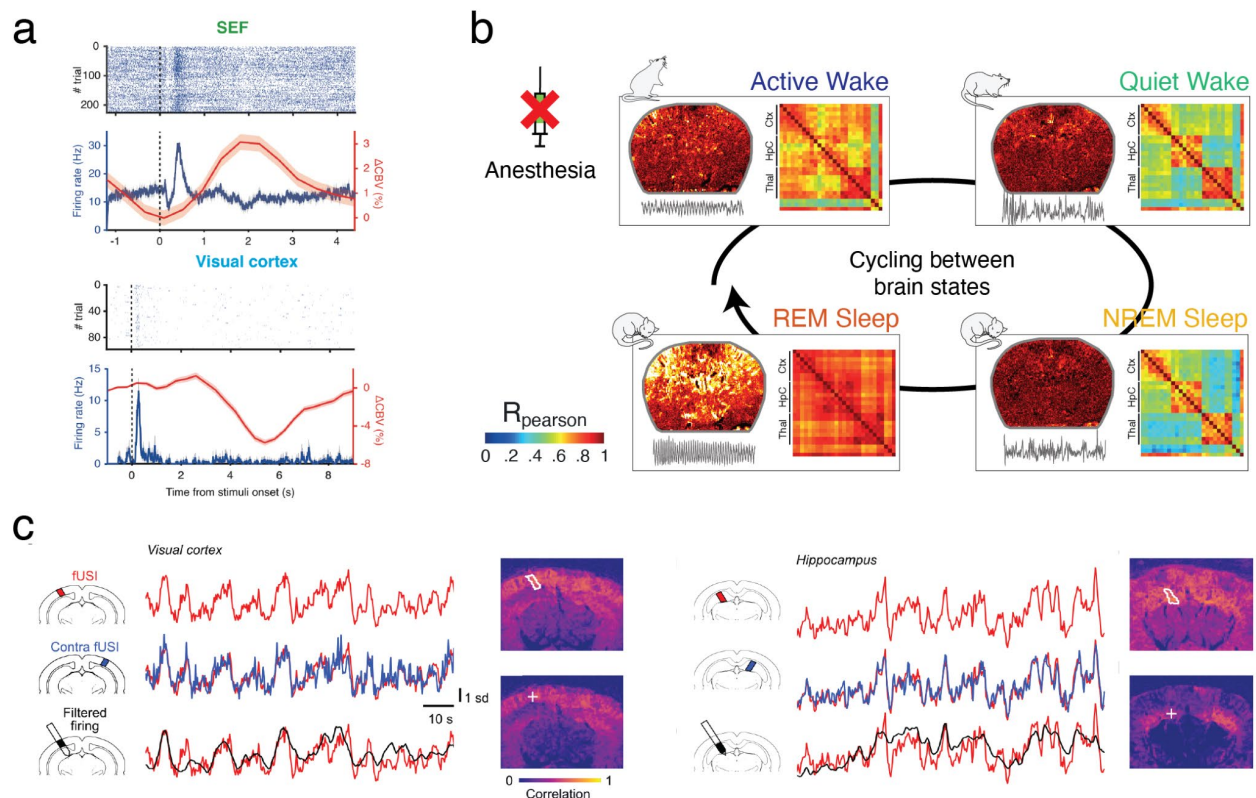 a
SEF
0
100
200
# trial
30
20
10
0
Firing rate (Hz)
3
2
1
1
0
ΔCBV (%)
-1 0 1 2 3 4
Visual cortex
0
40
80
# trial
15
10
5
0
Firing rate (Hz)
0
-4
-8
ΔCBV (%)
0 2 4 6 8
Time from stimuli onset (s)
b
Anesthesia
Active Wake
Ctx
HpC
Thal
Quiet Wake
Ctx
HpC
Thal
Cycling between
brain states
REM Sleep
Ctx
HpC
Thal
NREM Sleep
Ctx
HpC
Thal
Rpearson
0 .2 .4 .6 .8 1
c
Visual cortex
fUSI
Contra fUSI
Filtered
firing
1 sd
10 s
0 1
Correlation
Hippocampus